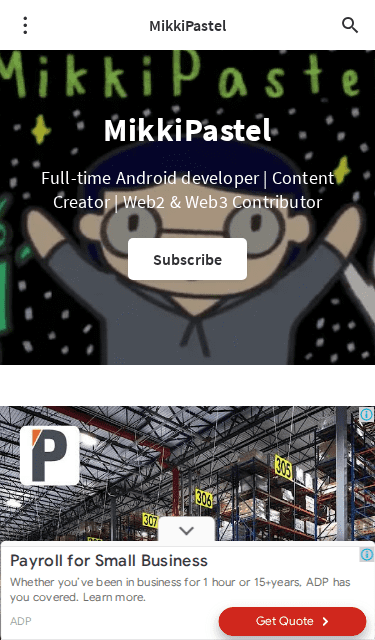 MikkiPastel
MikkiPaste
MikkiPastel
Full-time Android developer | Content
Creator | Web2 & Web3 Contributor
Subscribe
P
305
306
307
Payroll for Small Business
Whether you've been in business for 1 hour or 15+years, ADP has
you covered. Learn more.
ADP
Get Quote